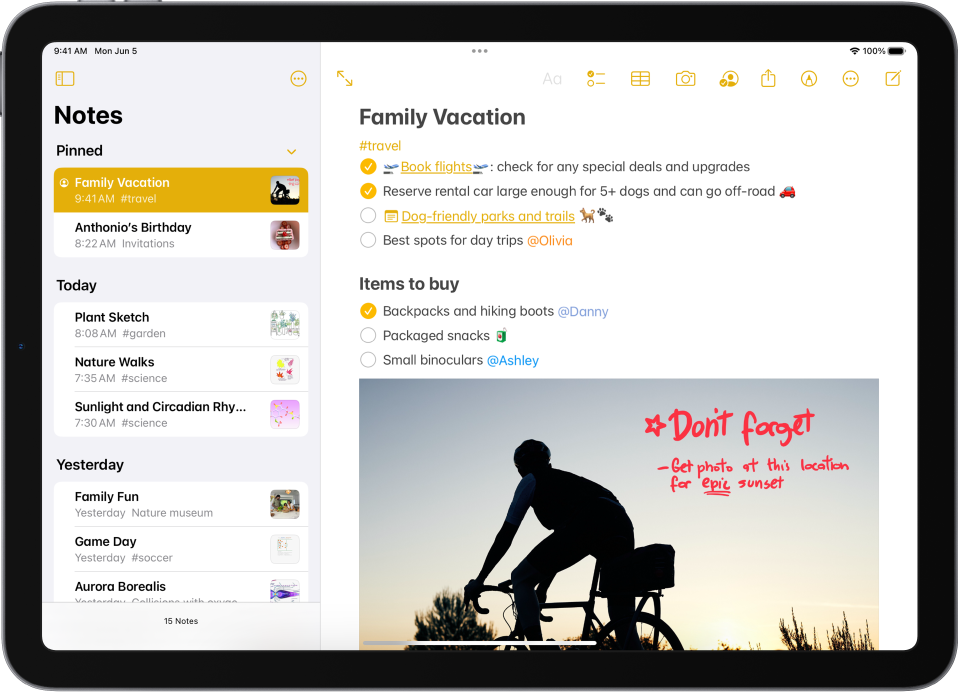 9:41 AM Mon Jun 5
100%
Notes
Pinned
Family Vacation
9:41 AM #travel
Anthonio's Birthday
8:22 AM Invitations
Today
Plant Sketch
8:08 AM #garden
Nature Walks
7:35 AM #science
Sunlight and Circadian Rhy...
7:30 AM #science
Yesterday
Family Fun
Yesterday Nature museum
Game Day
Yesterday #soccer
Aurora Borealis
Yesterday Collisions with
15 Notes
Aa
Family Vacation
#travel
🛫Book flights🛫: check for any special deals and upgrades
Reserve rental car large enough for 5+ dogs and can go off-road 🚗
Dog-friendly parks and trails 🐕🐾
Best spots for day trips @Olivia
Items to buy
Backpacks and hiking boots @Danny
Packaged snacks 🧃
Small binoculars @Ashley
☆Don't forget
– Get photo at this location
for epic sunset